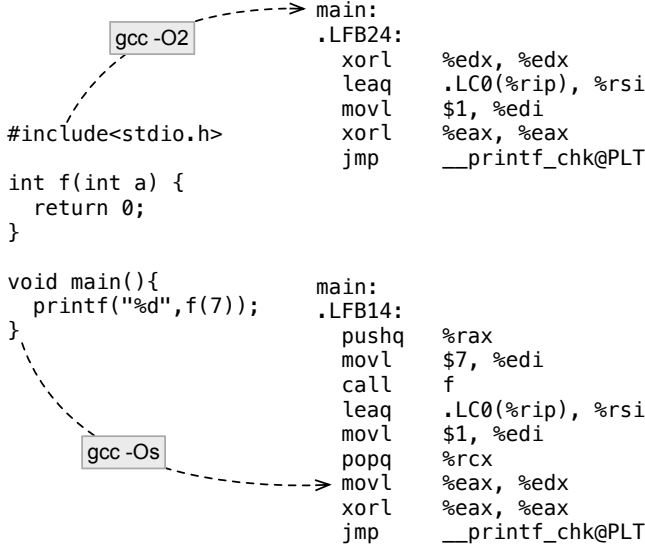 gcc -O2
#include<stdio.h>
int f(int a) {
  return 0;
}
void main(){
  printf("%d",f(7));
}
gcc -Os
main:
.LFB24:
  xorl    %edx, %edx
  leaq    .LC0(%rip), %rsi
  movl    $1, %edi
  xorl    %eax, %eax
  jmp     __printf_chk@PLT
main:
.LFB14:
  pushq   %rax
  movl    $7, %edi
  call    f
  leaq    .LC0(%rip), %rsi
  movl    $1, %edi
  popq    %rcx
  movl    %eax, %edx
  xorl    %eax, %eax
  jmp     __printf_chk@PLT